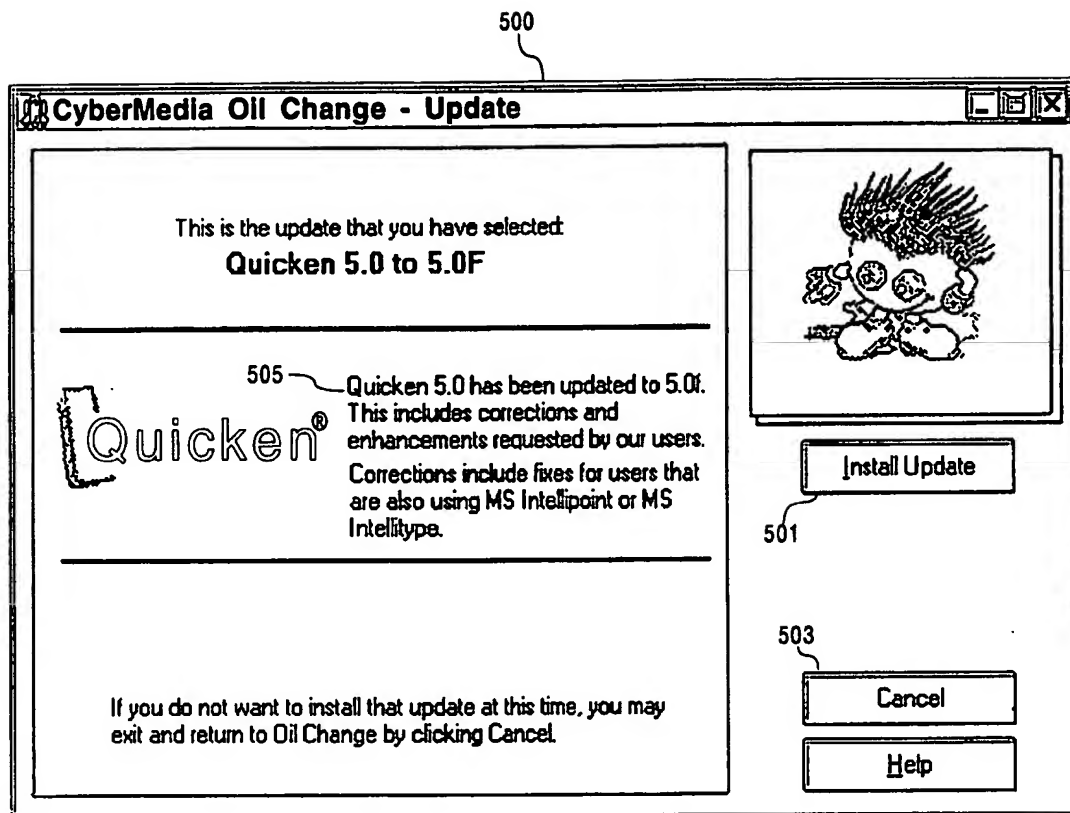 500
CyberMedia Oil Change - Update
This is the update that you have selected:
Quicken 5.0 to 5.0F
505
Quicken 5.0 has been updated to 5.0f.
This includes corrections and
enhancements requested by our users.
Corrections include fixes for users that
are also using MS Intellipoint or MS
Intellitype.
Quicken®
Install Update
501
503
If you do not want to install that update at this time, you may
exit and return to Oil Change by clicking Cancel.
Cancel
Help